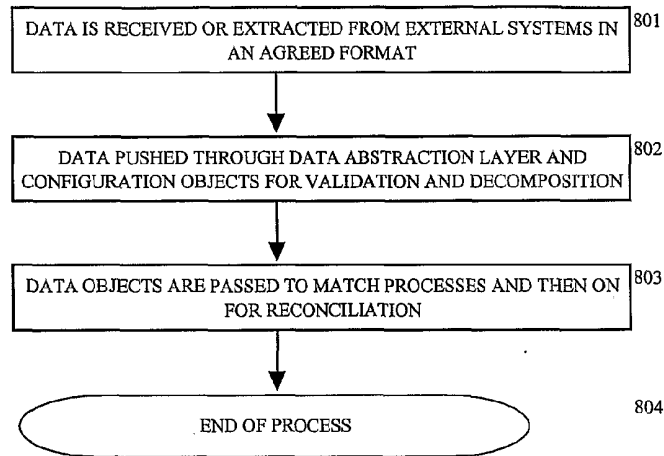 DATA IS RECEIVED OR EXTRACTED FROM EXTERNAL SYSTEMS IN
AN AGREED FORMAT
801
DATA PUSHED THROUGH DATA ABSTRACTION LAYER AND
CONFIGURATION OBJECTS FOR VALIDATION AND DECOMPOSITION
802
DATA OBJECTS ARE PASSED TO MATCH PROCESSES AND THEN ON
FOR RECONCILIATION
803
END OF PROCESS
804